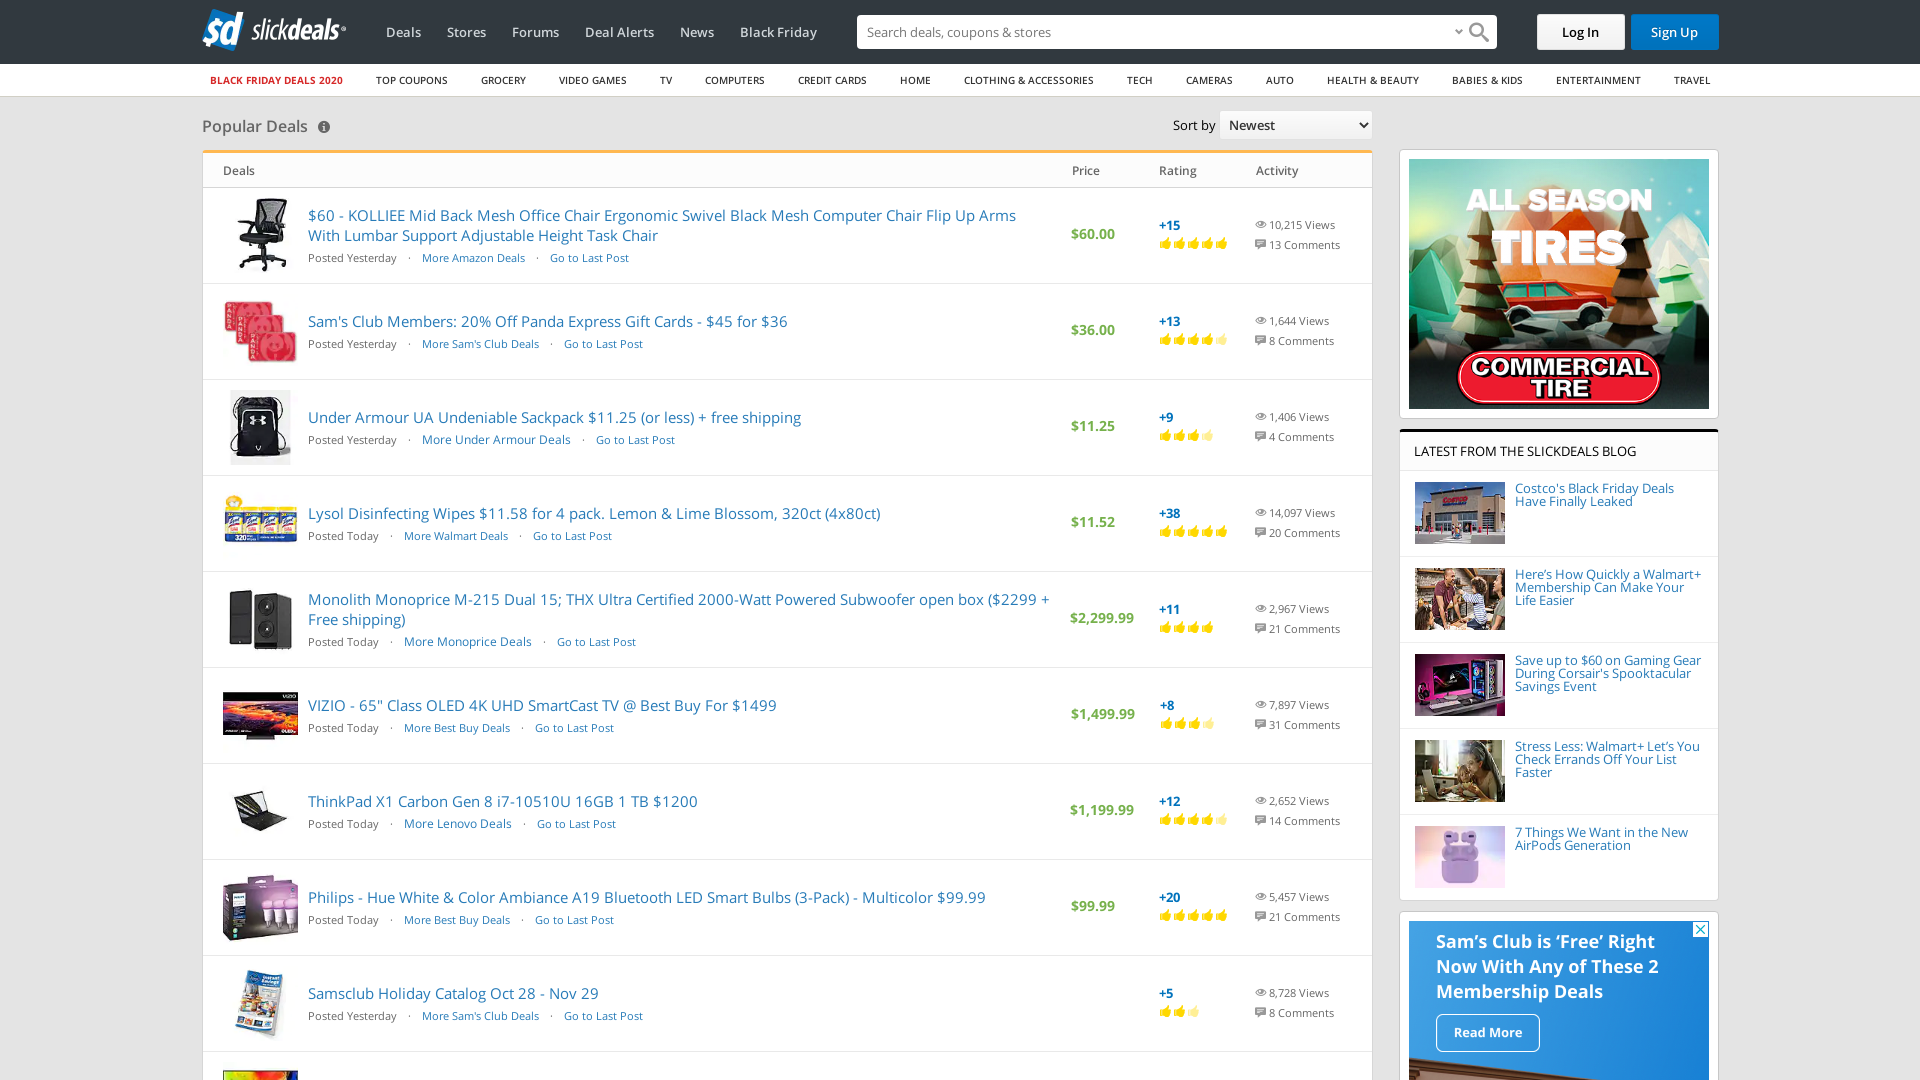 slickdeals
Deals
Stores
Forums
Deal Alerts
News
Black Friday
Search deals, coupons & stores
Log In
Sign Up
BLACK FRIDAY DEALS 2020
TOP COUPONS
GROCERY
VIDEO GAMES
TV
COMPUTERS
CREDIT CARDS
HOME
CLOTHING & ACCESSORIES
TECH
CAMERAS
AUTO
HEALTH & BEAUTY
BABIES & KIDS
ENTERTAINMENT
TRAVEL
Popular Deals
Sort by Newest
Deals Price Rating Activity
$60 - KOLLIEE Mid Back Mesh Office Chair Ergonomic Swivel Black Mesh Computer Chair Flip Up Arms
With Lumbar Support Adjustable Height Task Chair
Posted Yesterday · More Amazon Deals · Go to Last Post
$60.00
+15
10,215 Views
13 Comments
Sam's Club Members: 20% Off Panda Express Gift Cards - $45 for $36
Posted Yesterday · More Sam's Club Deals · Go to Last Post
$36.00
+13
1,644 Views
8 Comments
Under Armour UA Undeniable Sackpack $11.25 (or less) + free shipping
Posted Yesterday · More Under Armour Deals · Go to Last Post
$11.25
+9
1,406 Views
4 Comments
Lysol Disinfecting Wipes $11.58 for 4 pack. Lemon & Lime Blossom, 320ct (4x80ct)
Posted Today · More Walmart Deals · Go to Last Post
$11.52
+38
14,097 Views
20 Comments
Monolith Monoprice M-215 Dual 15; THX Ultra Certified 2000-Watt Powered Subwoofer open box ($2299 +
Free shipping)
Posted Today · More Monoprice Deals · Go to Last Post
$2,299.99
+11
2,967 Views
21 Comments
VIZIO - 65" Class OLED 4K UHD SmartCast TV @ Best Buy For $1499
Posted Today · More Best Buy Deals · Go to Last Post
$1,499.99
+8
7,897 Views
31 Comments
ThinkPad X1 Carbon Gen 8 i7-10510U 16GB 1 TB $1200
Posted Today · More Lenovo Deals · Go to Last Post
$1,199.99
+12
2,652 Views
14 Comments
Philips - Hue White & Color Ambiance A19 Bluetooth LED Smart Bulbs (3-Pack) - Multicolor $99.99
Posted Today · More Best Buy Deals · Go to Last Post
$99.99
+20
5,457 Views
21 Comments
Samsclub Holiday Catalog Oct 28 - Nov 29
Posted Yesterday · More Sam's Club Deals · Go to Last Post
+5
8,728 Views
8 Comments
ALL SEASON
TIRES
COMMERCIAL
TIRE
LATEST FROM THE SLICKDEALS BLOG
Costco's Black Friday Deals
Have Finally Leaked
Here’s How Quickly a Walmart+
Membership Can Make Your
Life Easier
Save up to $60 on Gaming Gear
During Corsair's Spooktacular
Savings Event
Stress Less: Walmart+ Let’s You
Check Errands Off Your List
Faster
7 Things We Want in the New
AirPods Generation
Sam’s Club is ‘Free’ Right
Now With Any of These 2
Membership Deals
Read More